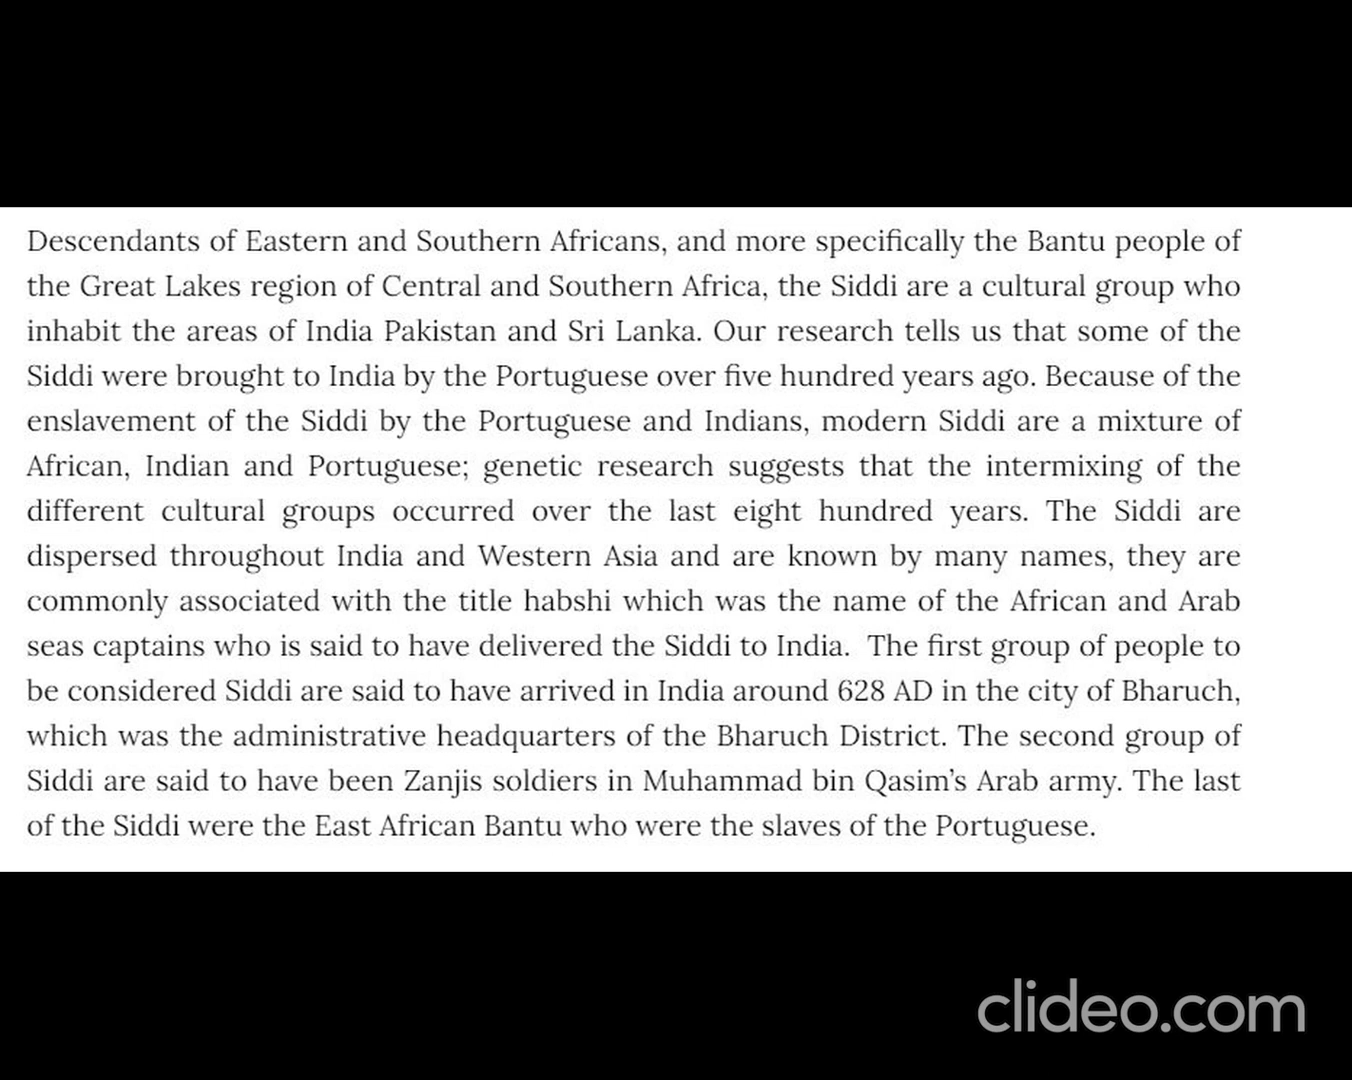 Descendants of Eastern and Southern Africans, and more specifically the Bantu people of
the Great Lakes region of Central and Southern Africa, the Siddi are a cultural group who
inhabit the areas of India Pakistan and Sri Lanka. Our research tells us that some of the
Siddi were brought to India by the Portuguese over five hundred years ago. Because of the
enslavement of the Siddi by the Portuguese and Indians, modern Siddi are a mixture of
African, Indian and Portuguese; genetic research suggests that the intermixing of the
different cultural groups occurred over the last eight hundred years. The Siddi are
dispersed throughout India and Western Asia and are known by many names, they are
commonly associated with the title habshi which was the name of the African and Arab
seas captains who is said to have delivered the Siddi to India.  The first group of people to
be considered Siddi are said to have arrived in India around 628 AD in the city of Bharuch,
which was the administrative headquarters of the Bharuch District. The second group of
Siddi are said to have been Zanjis soldiers in Muhammad bin Qasim’s Arab army. The last
of the Siddi were the East African Bantu who were the slaves of the Portuguese.
clideo.com